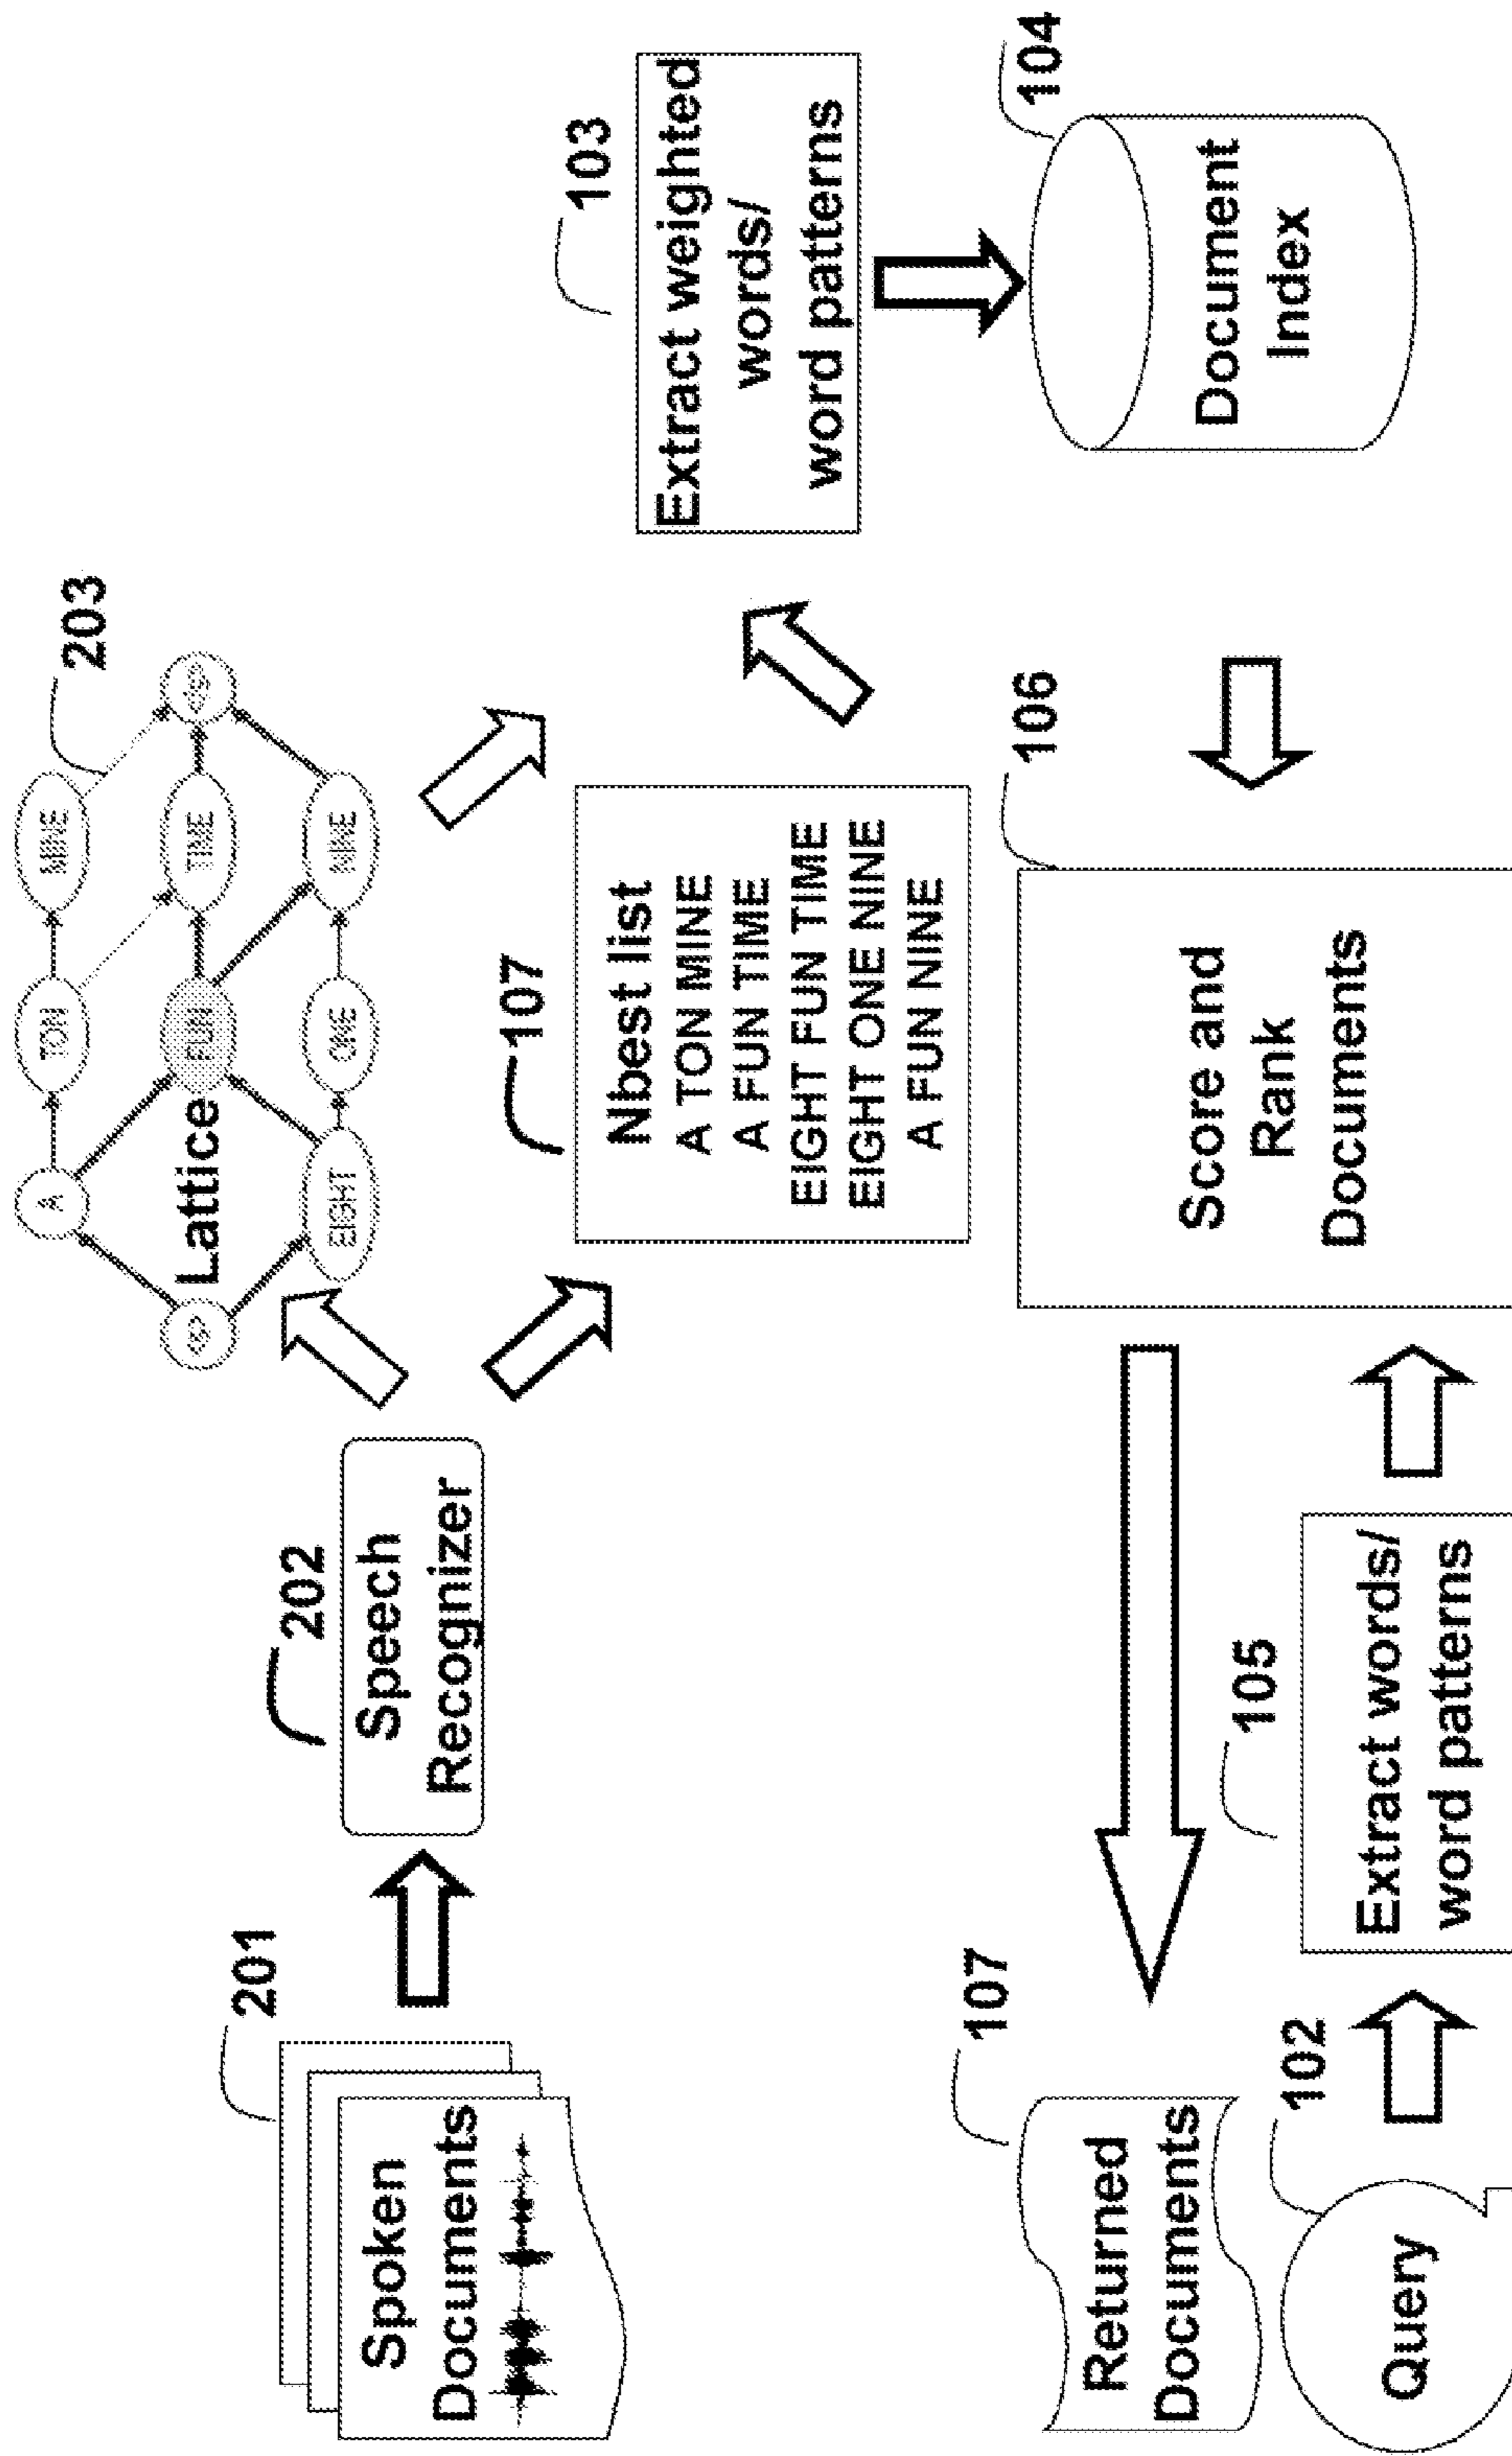 201
Spoken
Documents
202
Speech
Recognizer
203
<s>
A
TON
MINE
Lattice
FUN
TIME
</s>
EIGHT
ONE
NINE
107
Nbest list
A TON MINE
A FUN TIME
EIGHT FUN TIME
EIGHT ONE NINE
A FUN NINE
103
Extract weighted
words/
word patterns
104
Document
Index
106
Score and
Rank
Documents
107
Returned
Documents
102
Query
105
Extract words/
word patterns